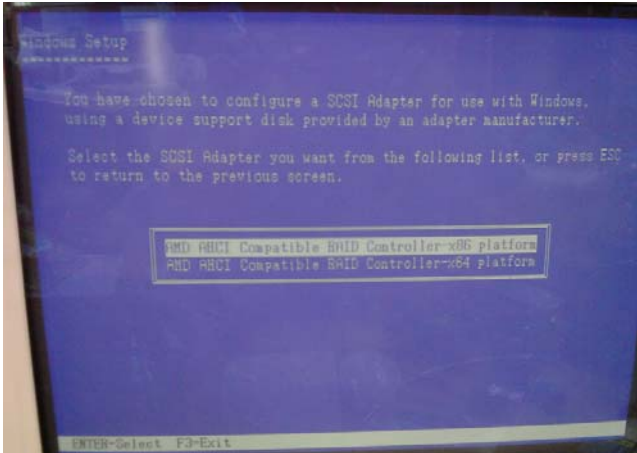 Windows Setup
You have chosen to configure a SCSI Adapter for use with Windows,
using a device support disk provided by an adapter manufacturer.
Select the SCSI Adapter you want from the following list, or press ESC
to return to the previous screen.
AMD AHCI Compatible RAID Controller-x86 platform
AMD AHCI Compatible RAID Controller-x64 platform
ENTER=Select F3=Exit